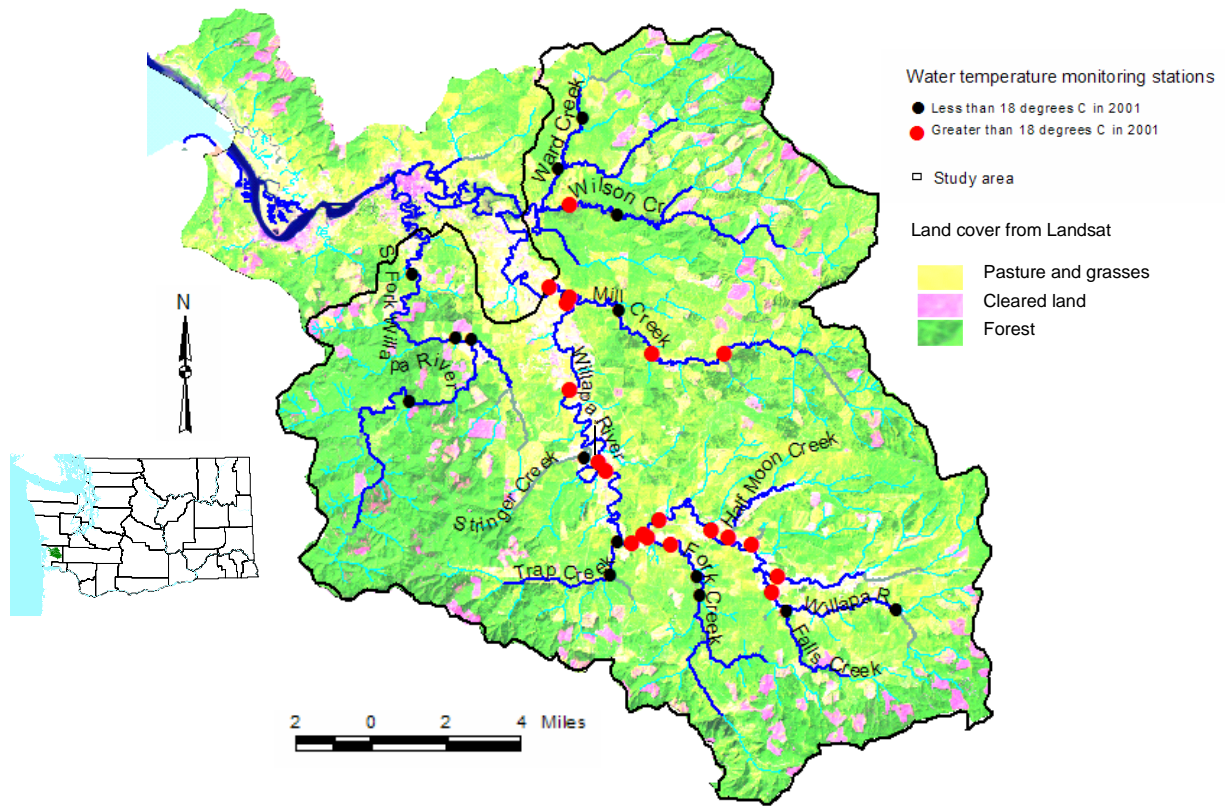 Water temperature monitoring stations
Less than 18 degrees C in 2001
Greater than 18 degrees C in 2001
Study area
Land cover from Landsat
Pasture and grasses
Cleared land
Forest
Ward Creek
Wilson Cr
S. Fork Willa
pa River
Mill Creek
Willapa River
Stringer Creek
Half Moon Creek
Trap Creek
Fork Creek
Willapa R
Falls Creek
N
2 0 2 4 Miles